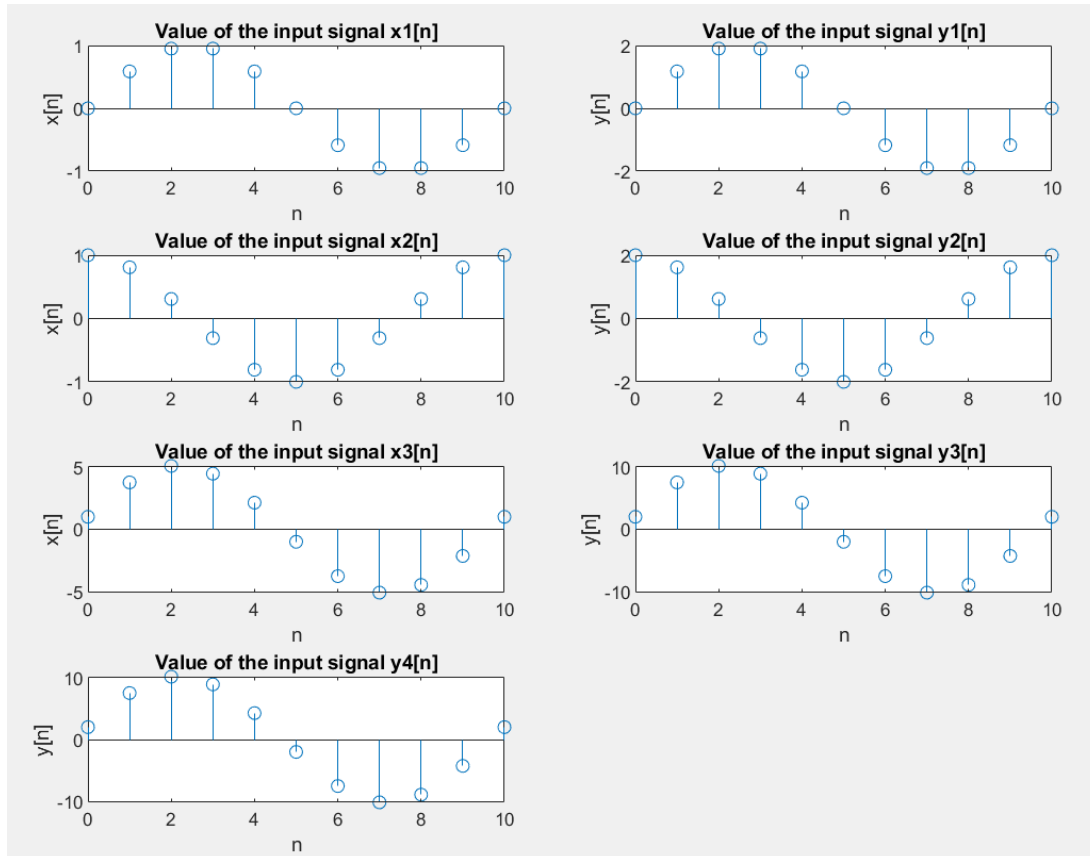 Value of the input signal x1[n]
1
0
-1
x[n]
0 2 4 6 8 10
n
Value of the input signal y1[n]
2
0
-2
y[n]
0 2 4 6 8 10
n
Value of the input signal x2[n]
1
0
-1
x[n]
0 2 4 6 8 10
n
Value of the input signal y2[n]
2
0
-2
y[n]
0 2 4 6 8 10
n
Value of the input signal x3[n]
5
0
-5
x[n]
0 2 4 6 8 10
n
Value of the input signal y3[n]
10
0
-10
y[n]
0 2 4 6 8 10
n
Value of the input signal y4[n]
10
0
-10
y[n]
0 2 4 6 8 10
n